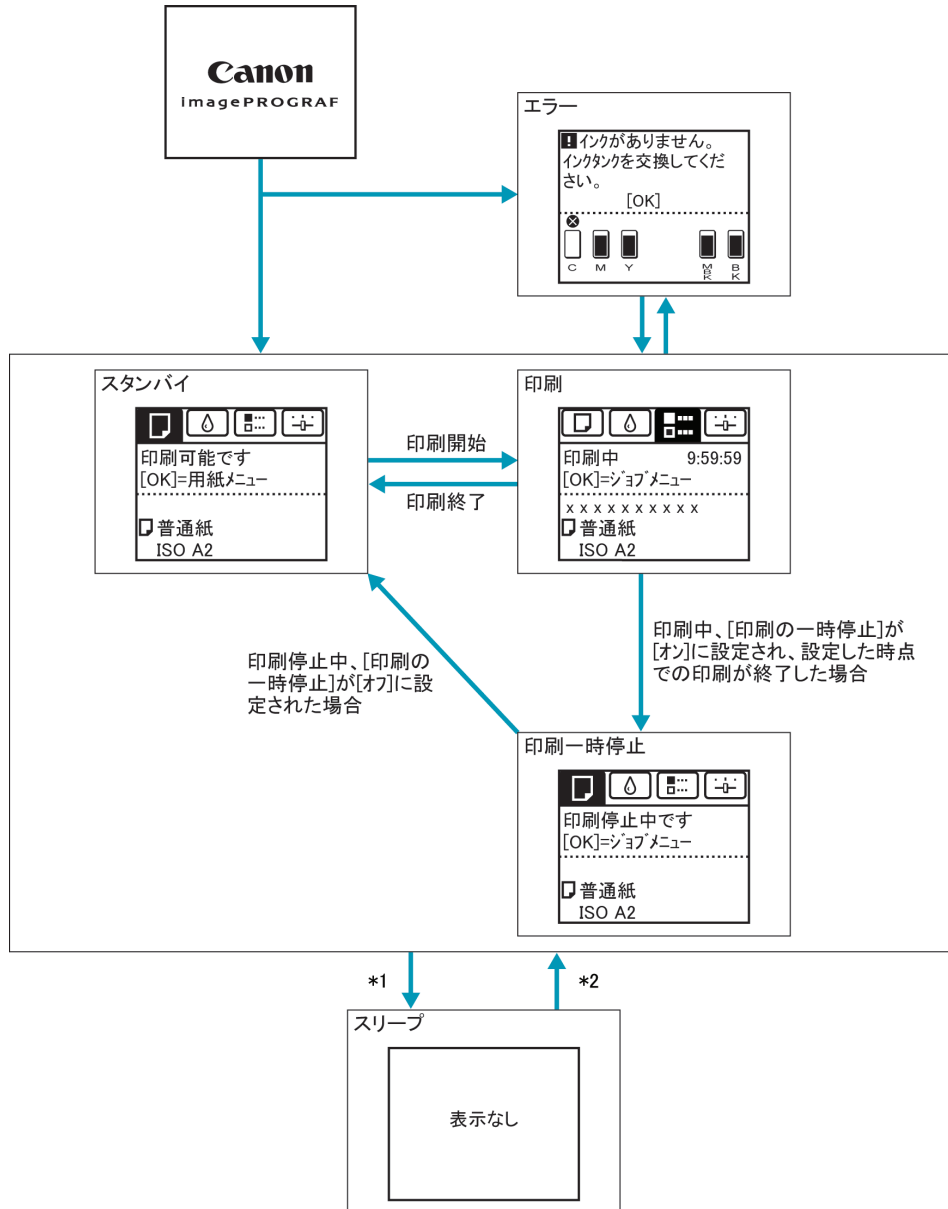 Canon
imagePROGRAF
エラー
!インクがありません。
インクタンクを交換してくだ
さい。
[OK]
C M Y MBK BK
スタンバイ
印刷可能です
[OK]=用紙メニュー
普通紙
ISO A2
印刷開始
印刷終了
印刷
印刷中 9:59:59
[OK]=ジョブメニュー
x x x x x x x x x x
普通紙
ISO A2
印刷停止中、[印刷の
一時停止]が[オフ]に設
定された場合
印刷中、[印刷の一時停止]が
[オン]に設定され、設定した時点
での印刷が終了した場合
印刷一時停止
印刷停止中です
[OK]=ジョブメニュー
普通紙
ISO A2
*1
*2
スリープ
表示なし